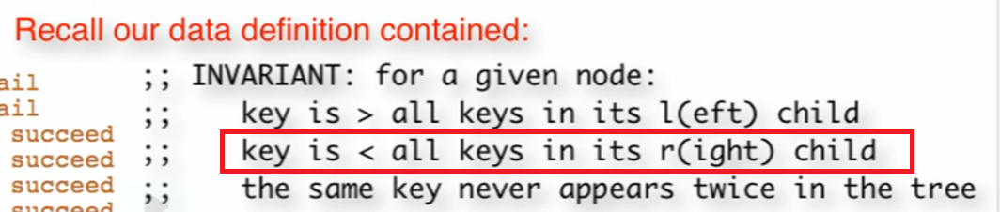 Recall our data definition contained:
;; INVARIANT: for a given node:
ail
;; key is > all keys in its l(eft) child
ail
succeed
;; key is < all keys in its r(ight) child
succeed
succeed
;; the same key never appears twice in the tree
succeed